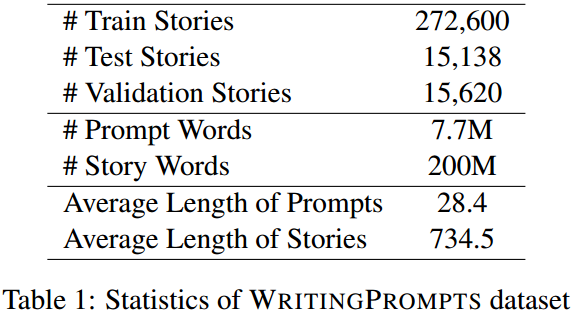 # Train Stories 272,600
# Test Stories 15,138
# Validation Stories 15,620
# Prompt Words 7.7M
# Story Words 200M
Average Length of Prompts 28.4
Average Length of Stories 734.5
Table 1: Statistics of WRITINGPROMPTS dataset